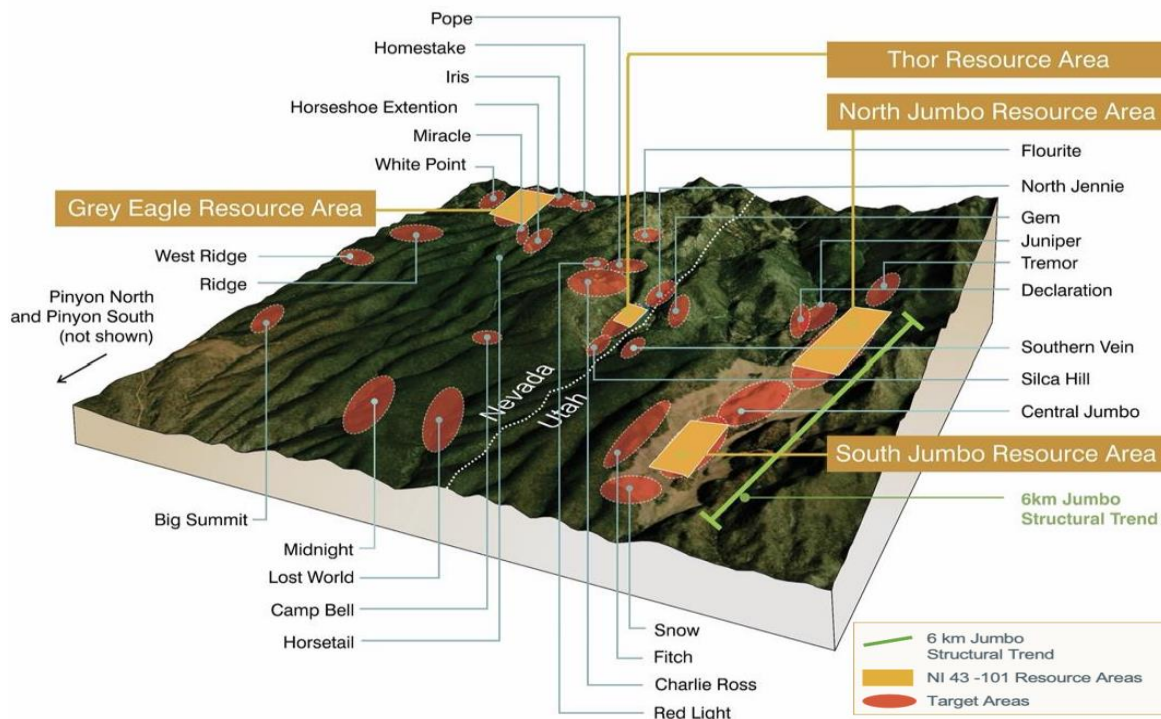 Pope
Homestake
Iris
Horseshoe Extention
Miracle
White Point
Grey Eagle Resource Area
West Ridge
Ridge
Pinyon North
and Pinyon South
(not shown)
Thor Resource Area
North Jumbo Resource Area
Flourite
North Jennie
Gem
Juniper
Tremor
Declaration
Southern Vein
Silca Hill
Central Jumbo
South Jumbo Resource Area
6km Jumbo
Structural Trend
Nevada
Utah
Big Summit
Midnight
Lost World
Camp Bell
Horsetail
Snow
Fitch
Charlie Ross
Red Light
6 km Jumbo
Structural Trend
NI 43 -101 Resource Areas
Target Areas